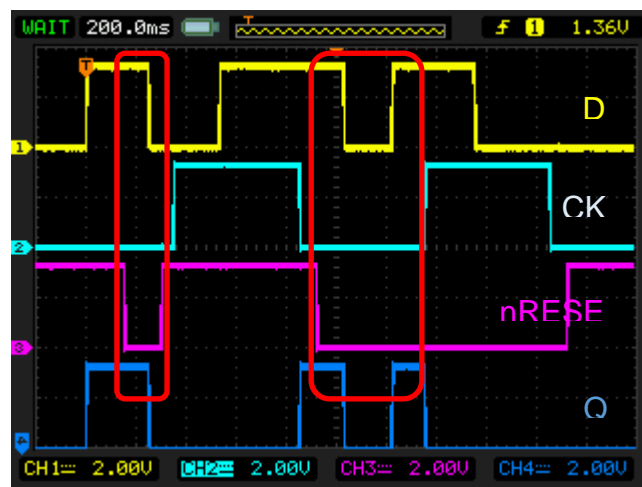 WAIT 200.0ms T ƒ 1 1.36V
T
D
1
CK
2
nRESE
3
Q
4
CH1 2.00V CH2 2.00V CH3 2.00V CH4 2.00V